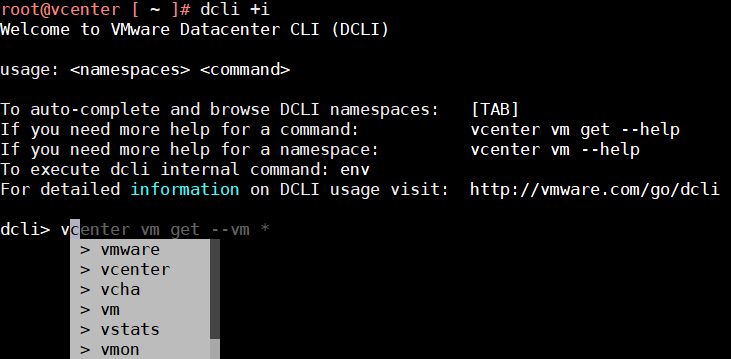 root@vcenter [ ~ ]# dcli +i
Welcome to VMware Datacenter CLI (DCLI)
usage: <namespaces> <command>
To auto-complete and browse DCLI namespaces:   [TAB]
If you need more help for a command:           vcenter vm get --help
If you need more help for a namespace:         vcenter vm --help
To execute dcli internal command: env
For detailed information on DCLI usage visit:  http://vmware.com/go/dcli
dcli> vcenter vm get --vm *
> vmware
> vcenter
> vcha
> vm
> vstats
> vmon